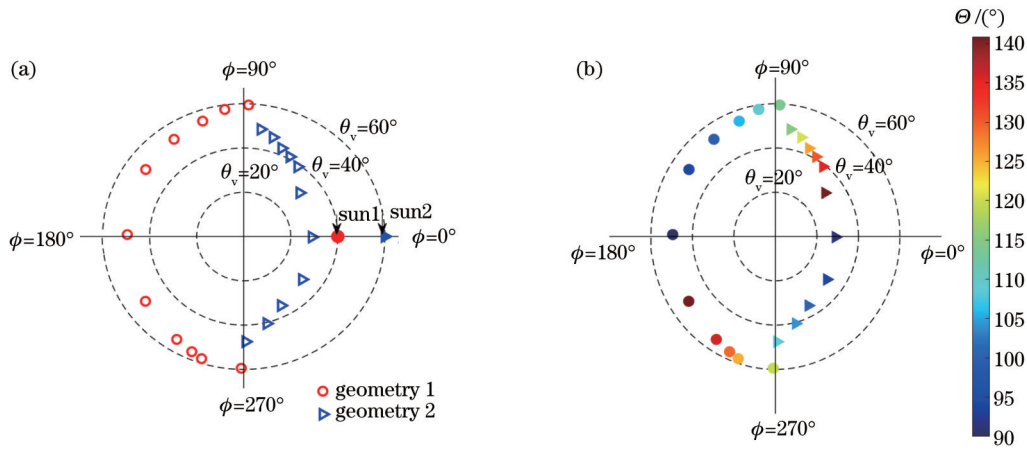 Θ/(°)
(a)
ϕ=90°
θv=60°
θv=40°
θv=20°
sun1
sun2
ϕ=180°
ϕ=0°
ϕ=270°
geometry 1
geometry 2
(b)
ϕ=90°
θv=60°
θv=40°
θv=20°
ϕ=180°
ϕ=0°
ϕ=270°
140
135
130
125
120
115
110
105
100
95
90